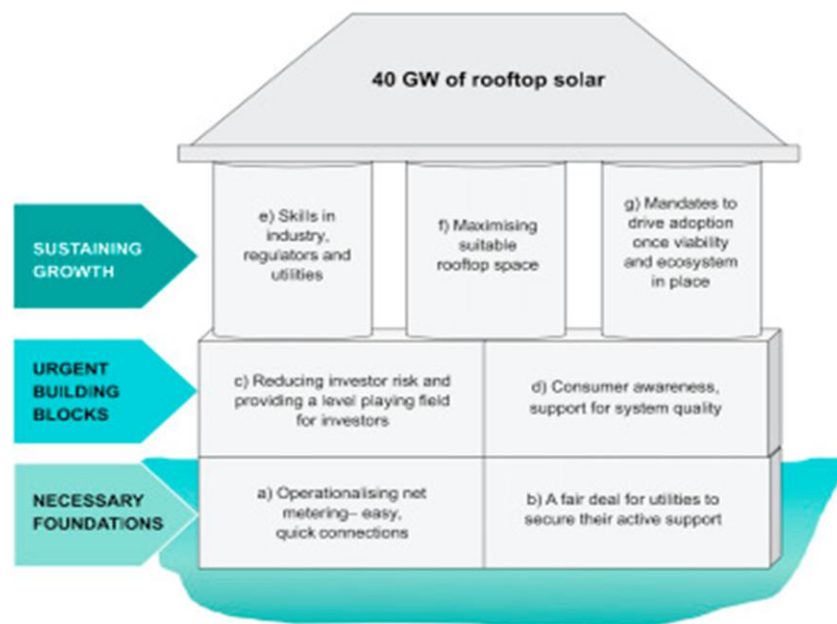 40 GW of rooftop solar
SUSTAINING
GROWTH
e) Skills in
industry,
regulators and
utilities
f) Maximising
suitable
rooftop space
g) Mandates to
drive adoption
once viability
and ecosystem
in place
URGENT
BUILDING
BLOCKS
c) Reducing investor risk and
providing a level playing field
for investors
d) Consumer awareness,
support for system quality
NECESSARY
FOUNDATIONS
a) Operationalising net
metering– easy,
quick connections
b) A fair deal for utilities to
secure their active support